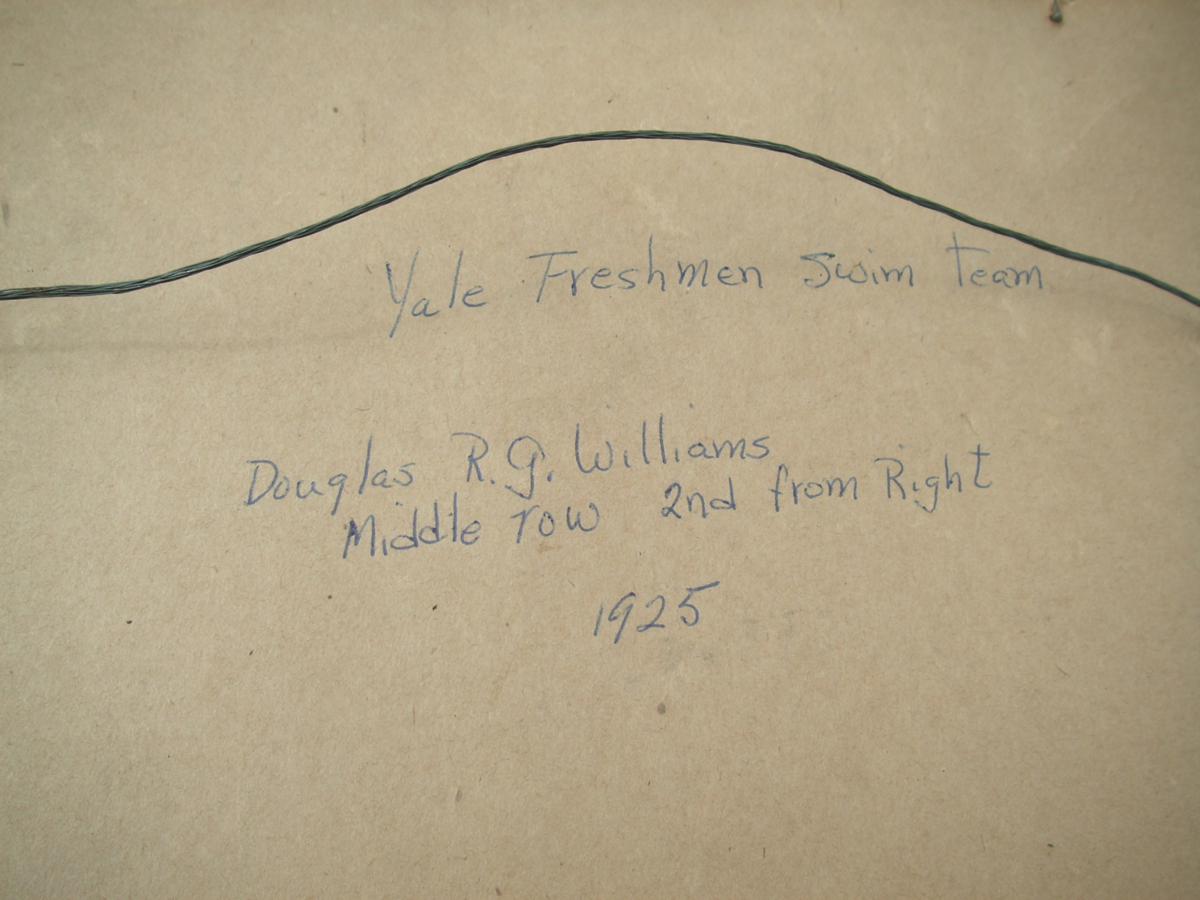 Yale Freshmen Swim Team
Douglas R.G. Williams
Middle row 2nd from Right
1925